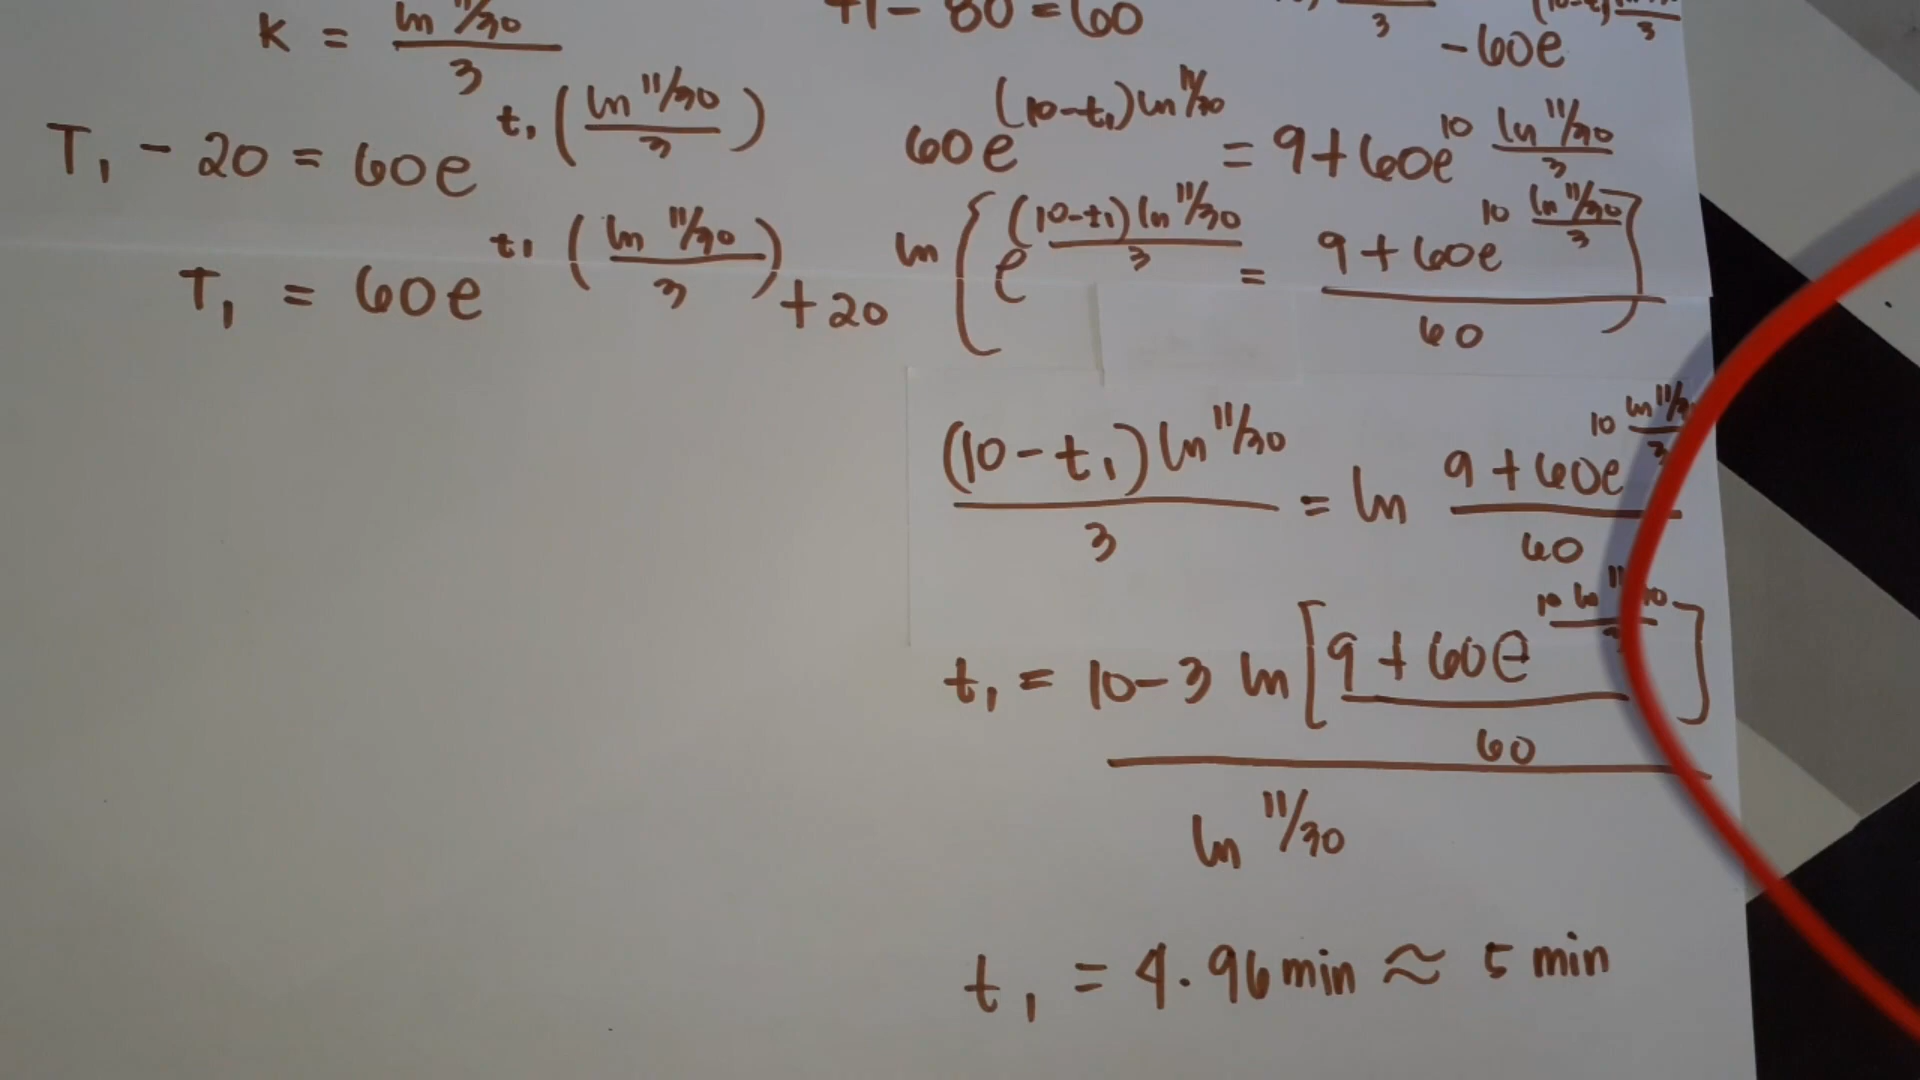 K = ln 11/30 / 3
T1 - 80 = 60
3
-60e
3
T₁ - 20 = 60e^t₁(ln 11/30 / 3)
T₁ = 60e^t₁(ln 11/30 / 3) + 20
60e^(10-t₁) ln 11/30 = 9+60e^10 ln 11/30 / 3
ln [e^(10-t₁) ln 11/30 / 3 = 9+60e^10 ln 11/30 / 3 / 60]
(10-t₁) ln 11/30 / 3 = ln 9+60e^10 ln 11/ / 3 / 60
t₁ = 10-3 ln [9+60e^10 ln 11/30 / 3 / 60] / ln 11/30
t₁ = 4.96 min ≈ 5 min